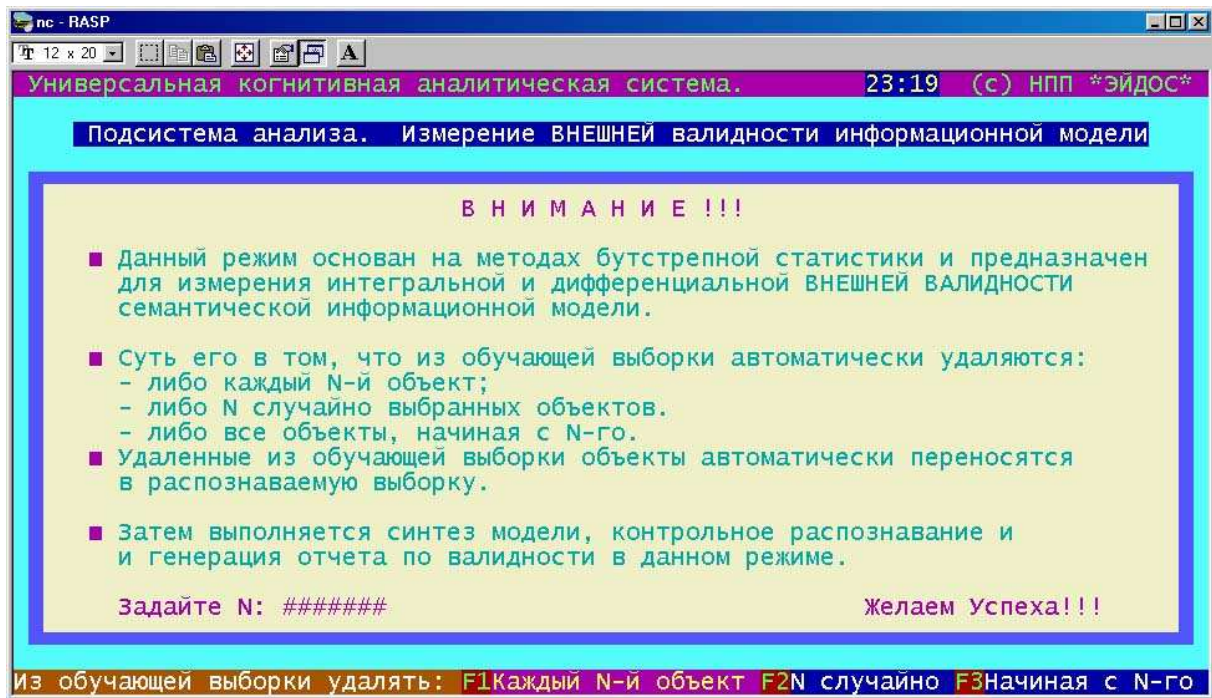 nc - RASP
12 x 20
Универсальная когнитивная аналитическая система. 23:19 (с) НПП *ЭЙДОС*
Подсистема анализа. Измерение ВНЕШНЕЙ валидности информационной модели
В Н И М А Н И Е !!!
■ Данный режим основан на методах бутстрепной статистики и предназначен
для измерения интегральной и дифференциальной ВНЕШНЕЙ ВАЛИДНОСТИ
семантической информационной модели.
■ Суть его в том, что из обучающей выборки автоматически удаляются:
- либо каждый N-й объект;
- либо N случайно выбранных объектов.
- либо все объекты, начиная с N-го.
■ Удаленные из обучающей выборки объекты автоматически переносятся
в распознаваемую выборку.
■ Затем выполняется синтез модели, контрольное распознавание и
и генерация отчета по валидности в данном режиме.
Задайте N: ####### Желаем Успеха!!!
Из обучающей выборки удалять: F1Каждый N-й объект F2N случайно F3Начиная с N-го